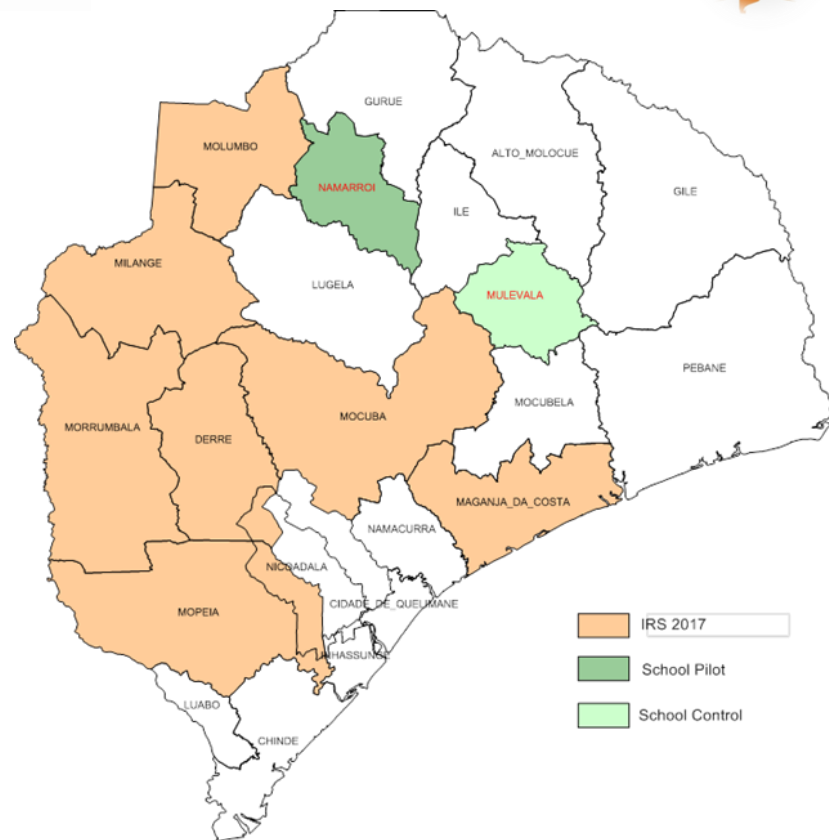 GURUE
MOLUMBO
ALTO_MOLOCUE
NAMARROI
GILE
ILE
MILANGE
LUGELA
MULEVALA
PEBANE
MOCUBELA
MOCUBA
MORRUMBALA
DERRE
MAGANJA_DA_COSTA
NAMACURRA
NICOADALA
CIDADE_DE_QUELIMANE
MOPEIA
INHASSUNGE
LUABO
CHINDE
IRS 2017
School Pilot
School Control